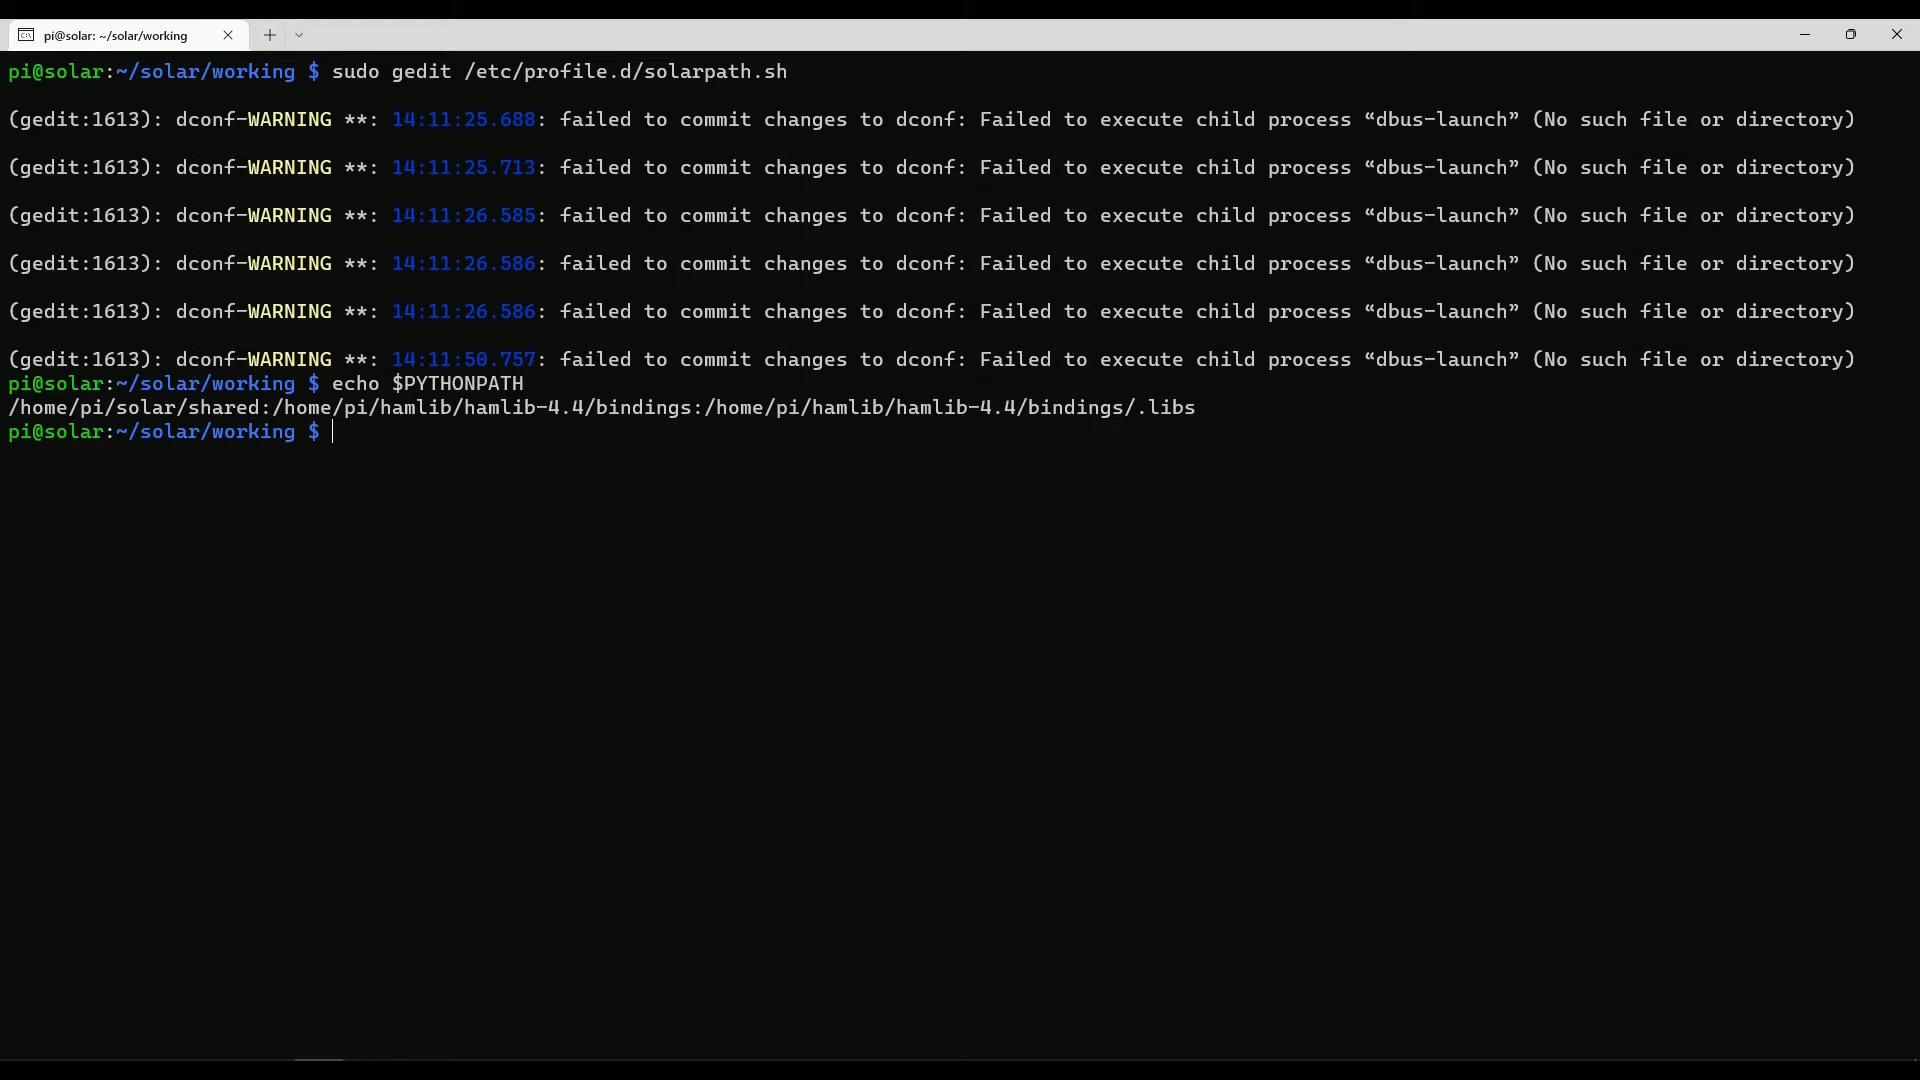 pi@solar: ~/solar/working
pi@solar:~/solar/working $ sudo gedit /etc/profile.d/solarpath.sh
(gedit:1613): dconf-WARNING **: 14:11:25.688: failed to commit changes to dconf: Failed to execute child process “dbus-launch” (No such file or directory)
(gedit:1613): dconf-WARNING **: 14:11:25.713: failed to commit changes to dconf: Failed to execute child process “dbus-launch” (No such file or directory)
(gedit:1613): dconf-WARNING **: 14:11:26.585: failed to commit changes to dconf: Failed to execute child process “dbus-launch” (No such file or directory)
(gedit:1613): dconf-WARNING **: 14:11:26.586: failed to commit changes to dconf: Failed to execute child process “dbus-launch” (No such file or directory)
(gedit:1613): dconf-WARNING **: 14:11:26.586: failed to commit changes to dconf: Failed to execute child process “dbus-launch” (No such file or directory)
(gedit:1613): dconf-WARNING **: 14:11:50.757: failed to commit changes to dconf: Failed to execute child process “dbus-launch” (No such file or directory)
pi@solar:~/solar/working $ echo $PYTHONPATH
/home/pi/solar/shared:/home/pi/hamlib/hamlib-4.4/bindings:/home/pi/hamlib/hamlib-4.4/bindings/.libs
pi@solar:~/solar/working $